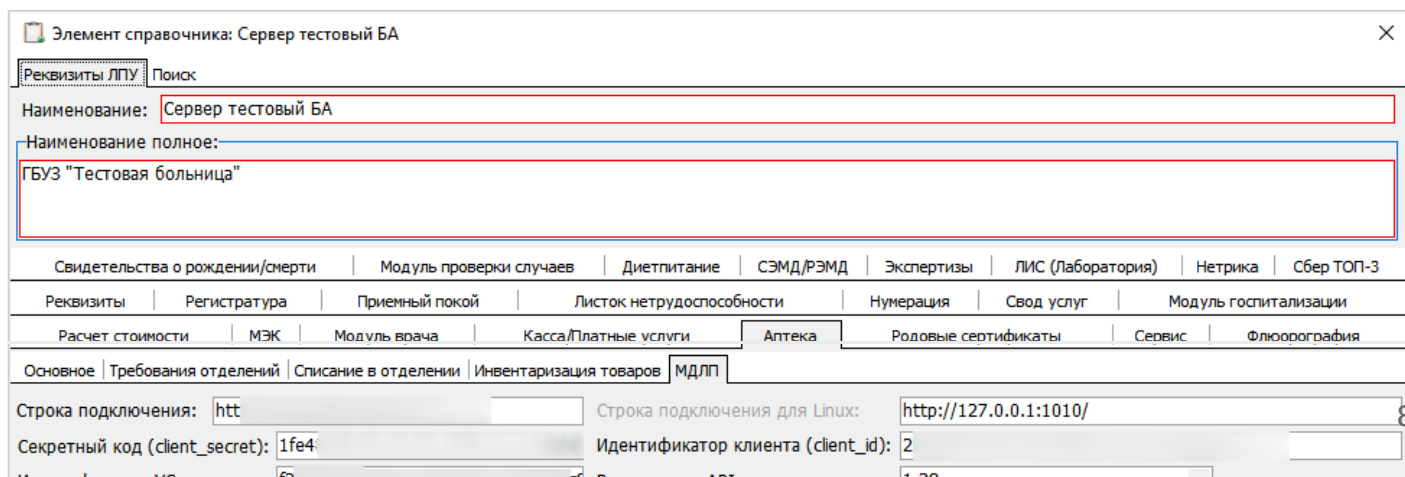 Элемент справочника: Сервер тестовый БА
Реквизиты ЛПУ Поиск
Наименование: Сервер тестовый БА
Наименование полное:
ГБУЗ "Тестовая больница"
Свидетельства о рождении/смерти Модуль проверки случаев Диетпитание СЭМД/РЭМД Экспертизы ЛИС (Лаборатория) Нетрика Сбер ТОП-3
Реквизиты Регистратура Приемный покой Листок нетрудоспособности Нумерация Свод услуг Модуль госпитализации
Расчет стоимости МЭК Модуль врача Касса/Платные услуги Аптека Родовые сертификаты Сервис Флюорография
Основное Требования отделений Списание в отделении Инвентаризация товаров МДЛП
Строка подключения: htt Строка подключения для Linux: http://127.0.0.1:1010/
Секретный код (client_secret): 1fe4 Идентификатор клиента (client_id): 2